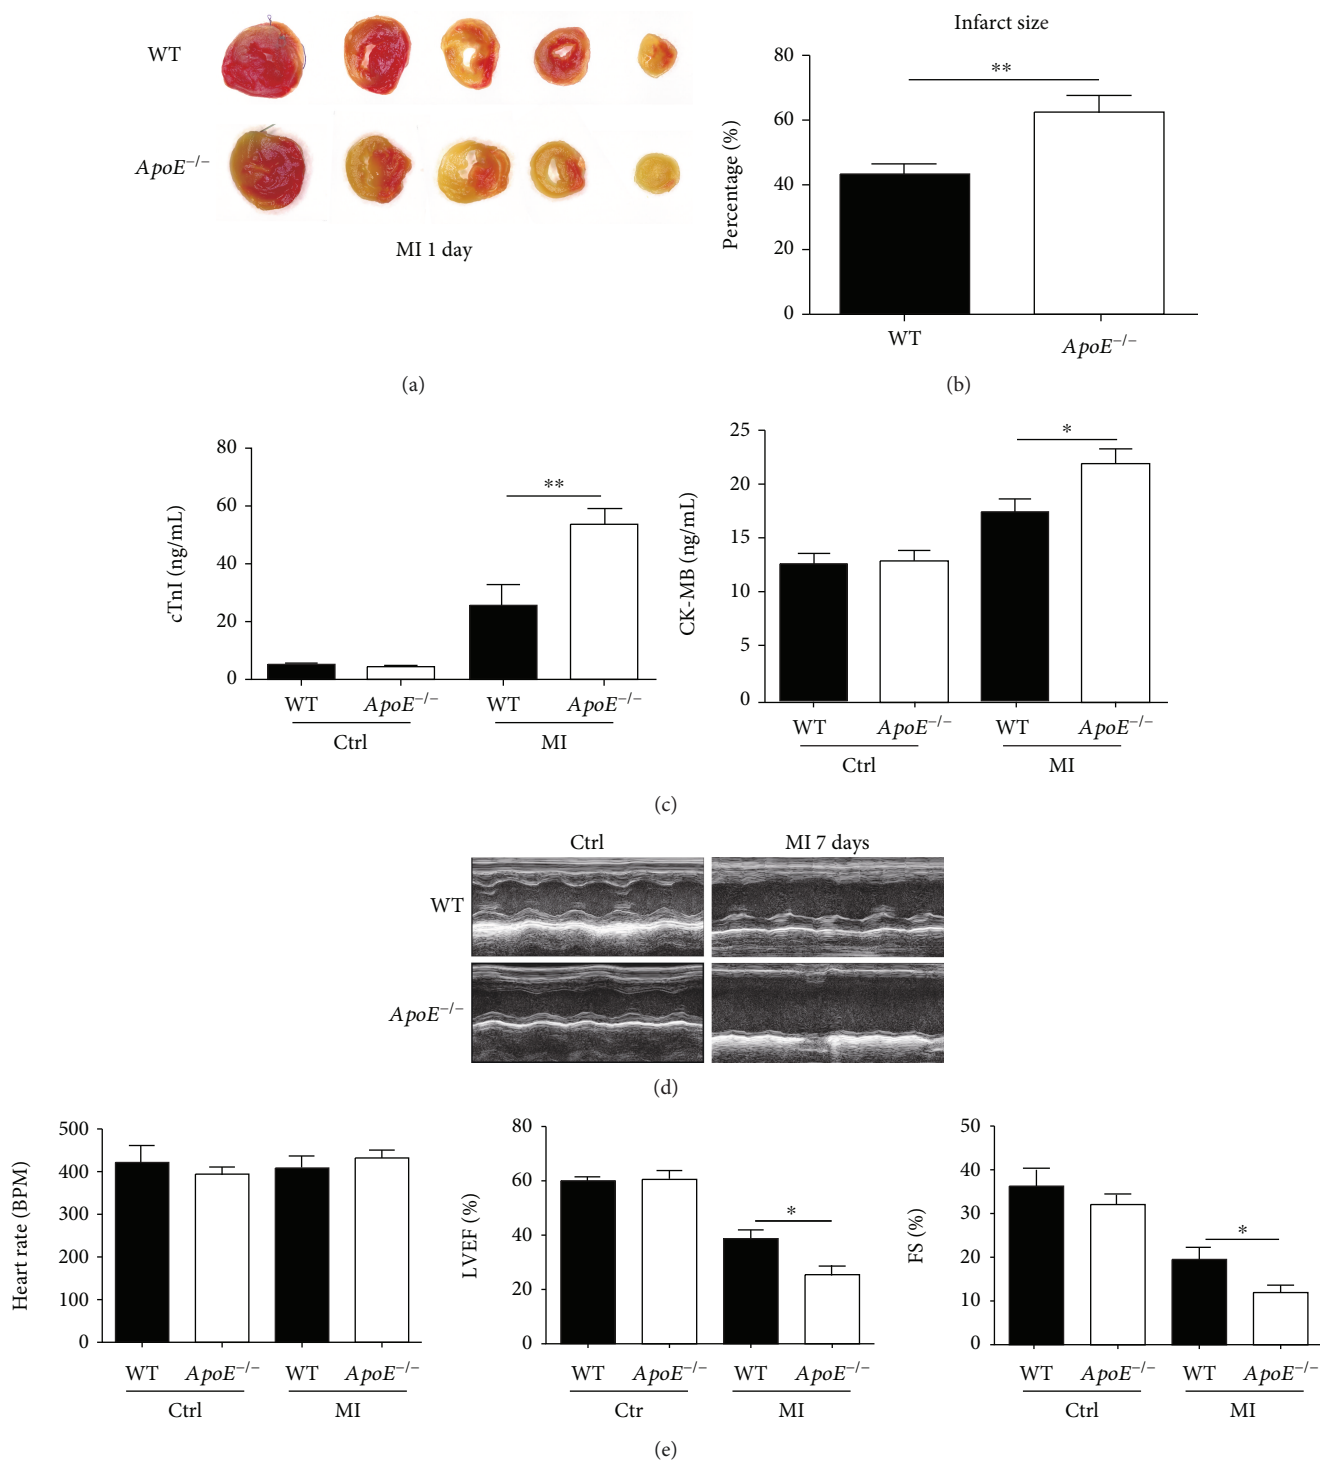 WT
ApoE−/−
MI 1 day
(a)
Infarct size
Percentage (%)
80
60
40
20
0
**
WT
ApoE−/−
(b)
cTnI (ng/mL)
80
60
40
20
0
**
WT ApoE−/− WT ApoE−/−
Ctrl MI
CK-MB (ng/mL)
25
20
15
10
5
0
*
WT ApoE−/− WT ApoE−/−
Ctrl MI
(c)
Ctrl MI 7 days
WT
ApoE−/−
(d)
Heart rate (BPM)
500
400
300
200
100
0
WT ApoE−/− WT ApoE−/−
Ctrl MI
LVEF (%)
80
60
40
20
0
*
WT ApoE−/− WT ApoE−/−
Ctr MI
FS (%)
50
40
30
20
10
0
*
WT ApoE−/− WT ApoE−/−
Ctrl MI
(e)